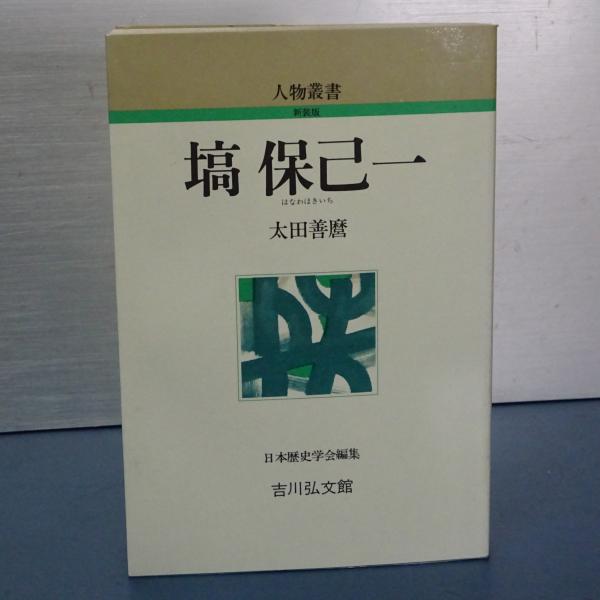 人物叢書
新装版
塙 保己一
はなわほきいち
太田善麿
日本歴史学会編集
吉川弘文館